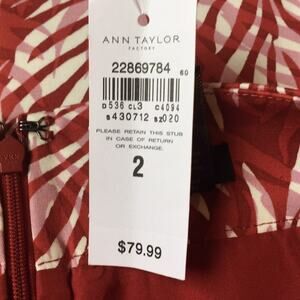 ANN TAYLOR
FACTORY
22869784 60
D536 CL3 C4094
S430712 SZ020
PLEASE RETAIN THIS STUB
IN CASE OF RETURN
OR EXCHANGE.
2
$79.99
YKK